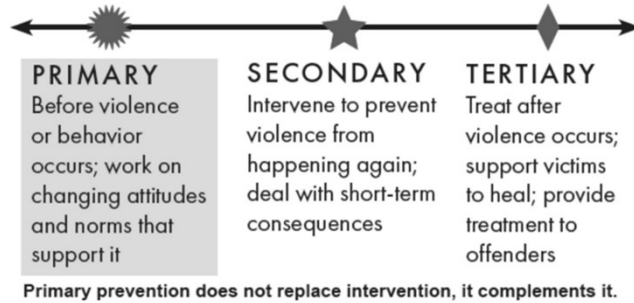 PRIMARY
Before violence
or behavior
occurs; work on
changing attitudes
and norms that
support it
SECONDARY
Intervene to prevent
violence from
happening again;
deal with short-term
consequences
TERTIARY
Treat after
violence occurs;
support victims
to heal; provide
treatment to
offenders
Primary prevention does not replace intervention, it complements it.